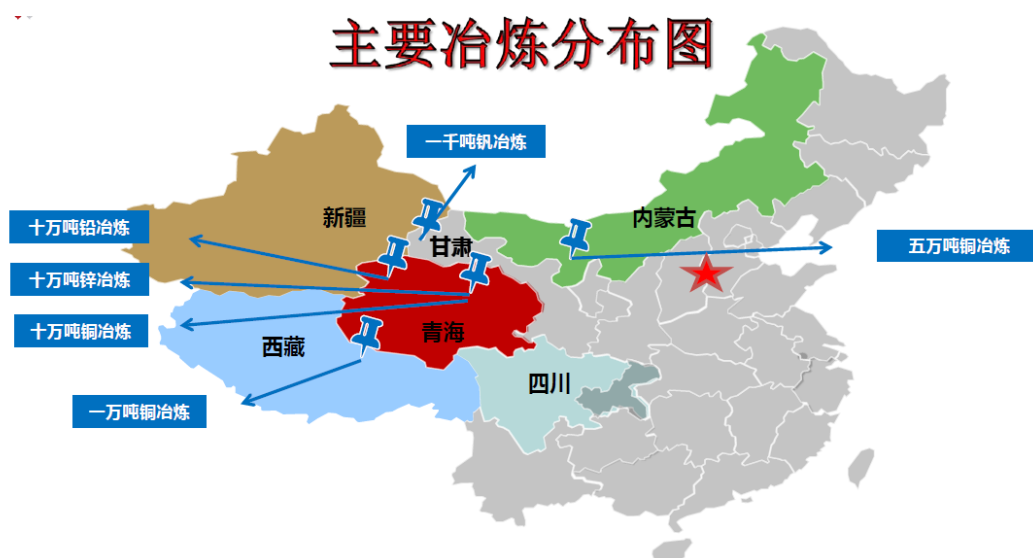 主要冶炼分布图
一千吨钒冶炼
新疆
内蒙古
十万吨铅冶炼
甘肃
五万吨铜冶炼
十万吨锌冶炼
十万吨铜冶炼
青海
西藏
四川
一万吨铜冶炼